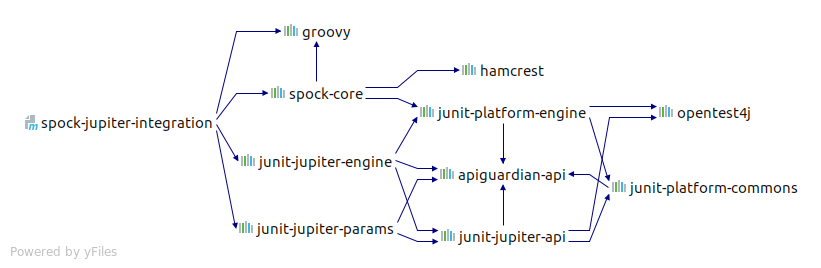 groovy
hamcrest
spock-core
junit-platform-engine
opentest4j
spock-jupiter-integration
junit-jupiter-engine
apiguardian-api
junit-platform-commons
junit-jupiter-params
junit-jupiter-api
Powered by yFiles